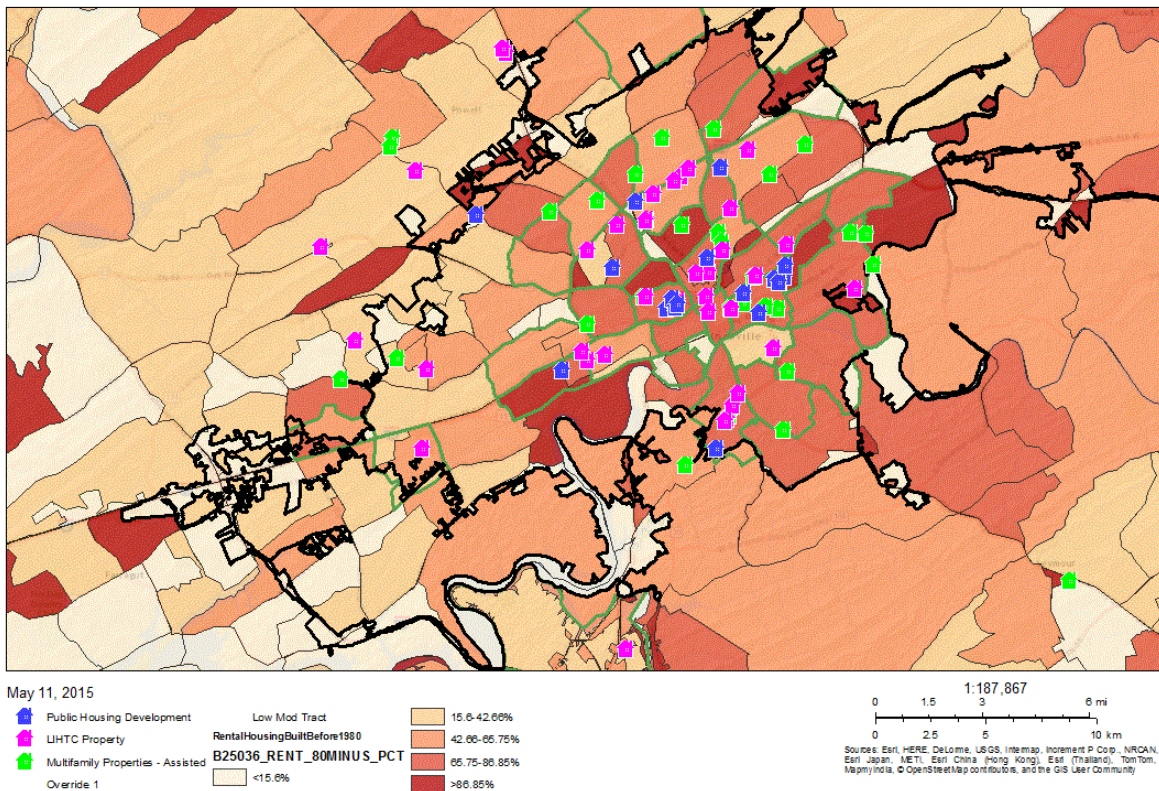 Powell
Farragut
May 11, 2015
Public Housing Development
LIHTC Property
Multifamily Properties - Assisted
Override 1
Low Mod Tract
RentalHousingBuiltBefore1980
B25036_RENT_80MINUS_PCT
<15.6%
15.6-42.66%
42.66-65.75%
65.75-86.85%
>86.85%
1:187,867
0 1.5 3 6 mi
0 2.5 5 10 km
Sources: Esri, HERE, DeLorme, USGS, Intermap, increment P Corp., NRCAN,
Esri Japan, METI, Esri China (Hong Kong), Esri (Thailand), TomTom,
MapmyIndia, © OpenStreetMap contributors, and the GIS User Community